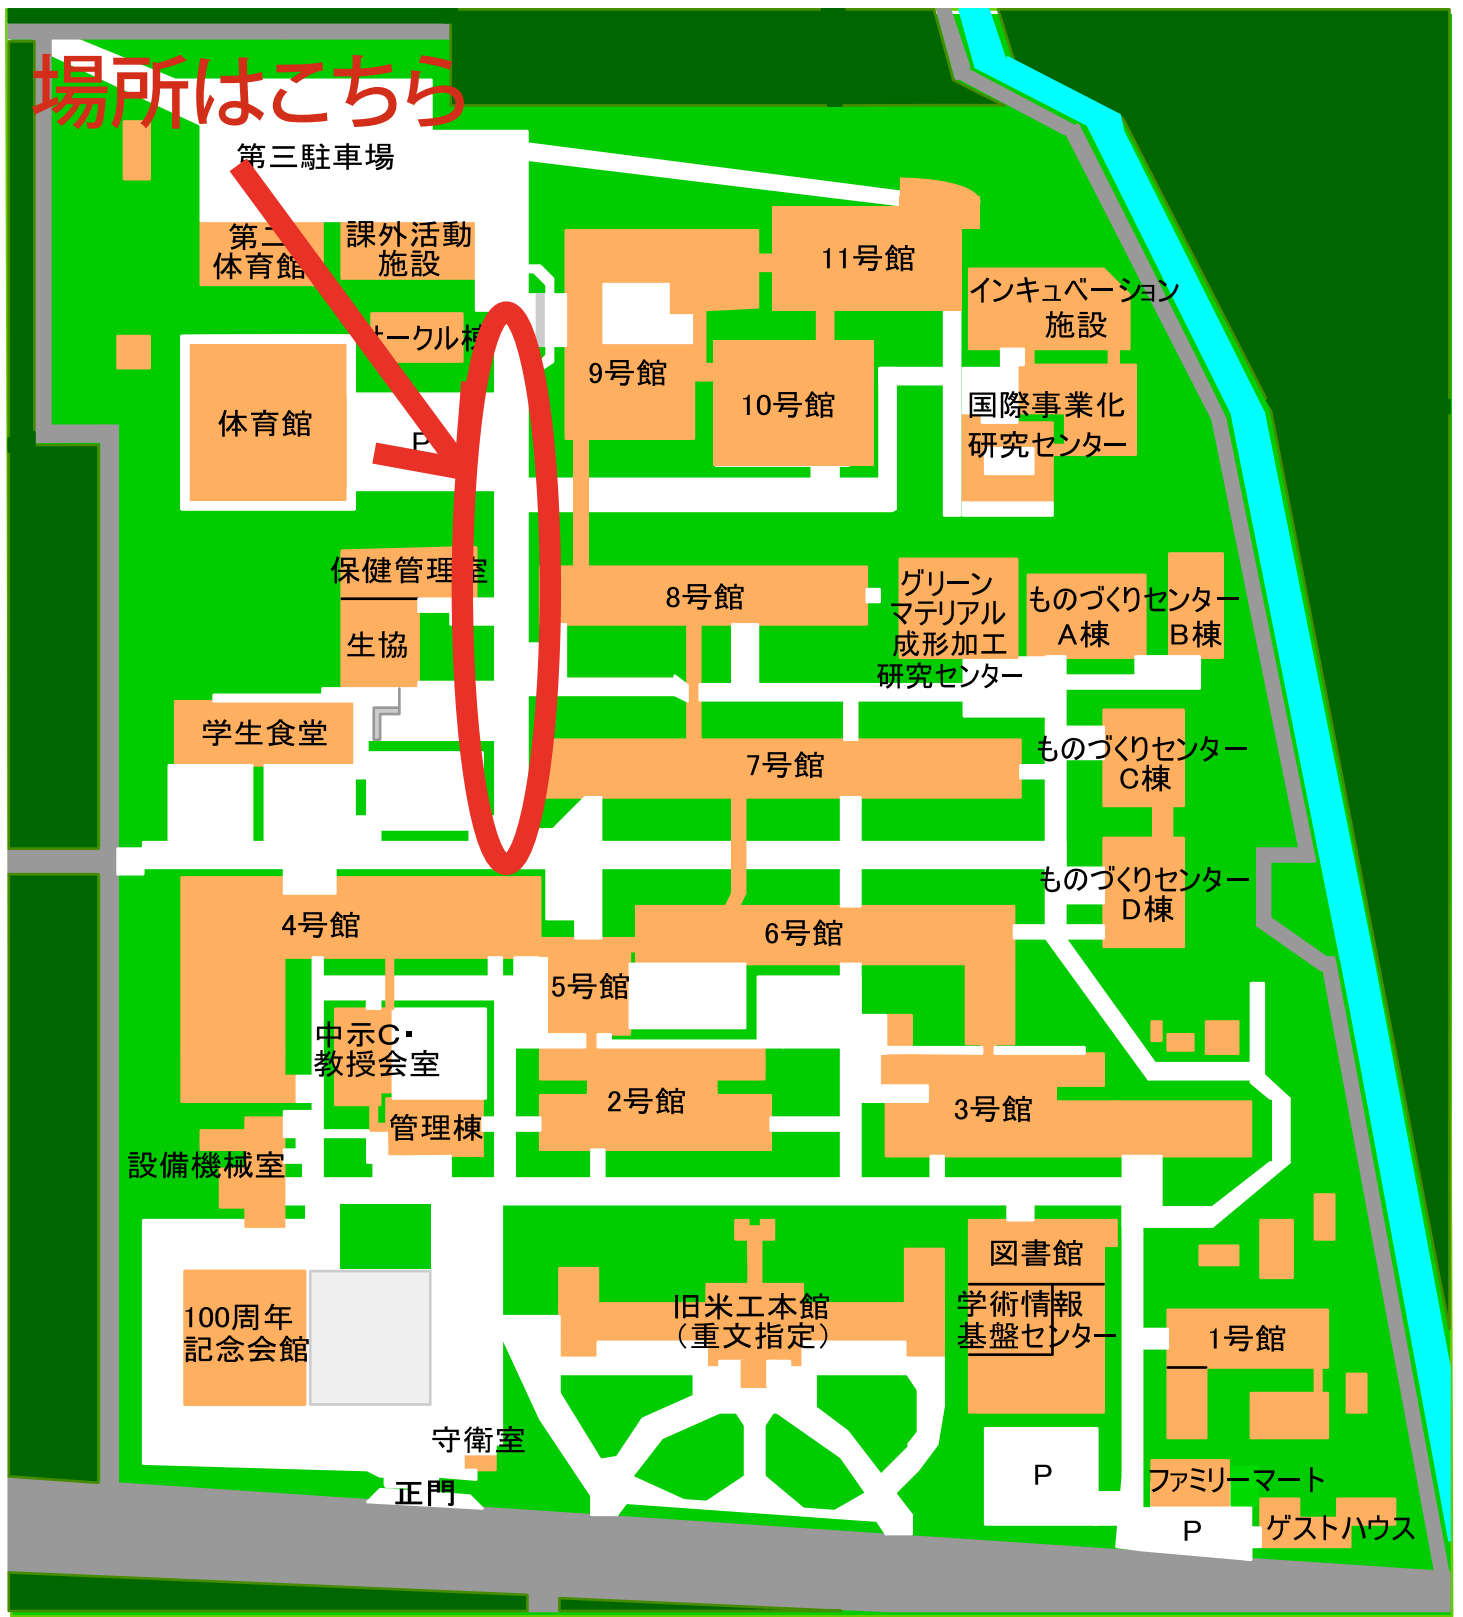 場所はこちら
第三駐車場
第二
体育館
課外活動
施設
11号館
インキュベーション
施設
サークル棟
9号館
10号館
体育館
P
国際事業化
研究センター
保健管理室
8号館
グリーン
マテリアル
成形加工
研究センター
ものづくりセンター
A棟
B棟
生協
学生食堂
7号館
ものづくりセンター
C棟
ものづくりセンター
D棟
4号館
6号館
5号館
中示C・
教授会室
2号館
3号館
管理棟
設備機械室
図書館
100周年
記念会館
旧米工本館
(重文指定)
学術情報
基盤センター
1号館
守衛室
正門
P
ファミリーマート
P
ゲストハウス